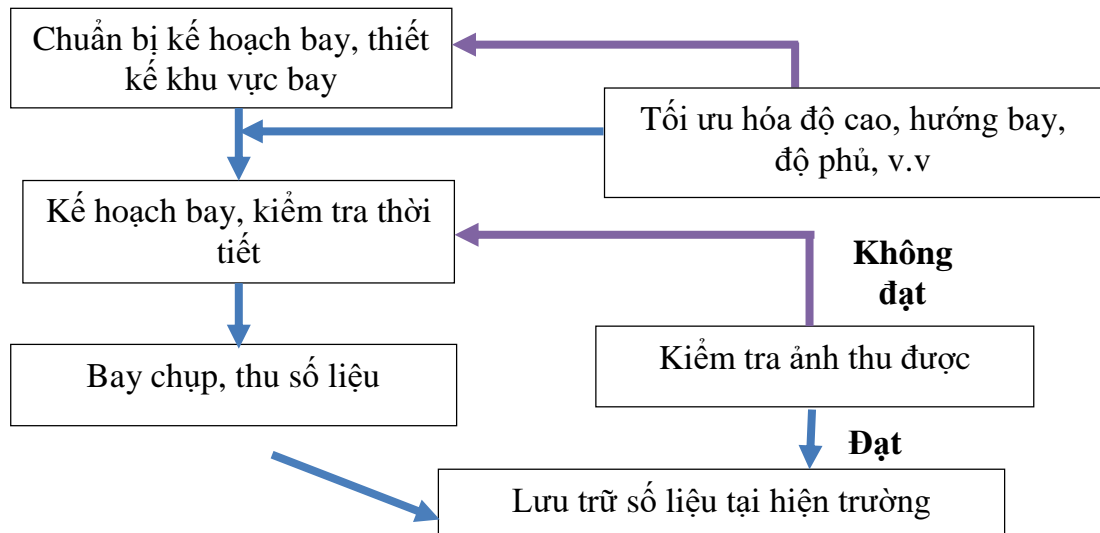 Chuẩn bị kế hoạch bay, thiết
kế khu vực bay
Tối ưu hóa độ cao, hướng bay,
độ phủ, v.v
Kế hoạch bay, kiểm tra thời
tiết
Không
đạt
Kiểm tra ảnh thu được
Bay chụp, thu số liệu
Đạt
Lưu trữ số liệu tại hiện trường